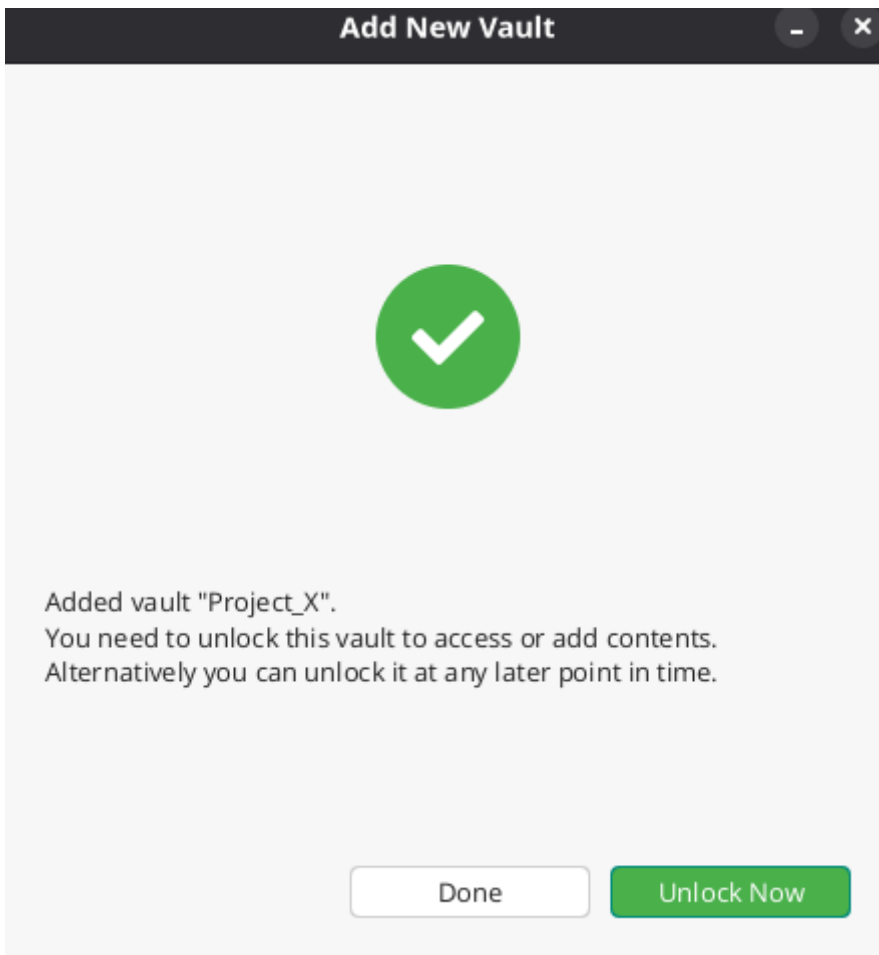 Add New Vault
Added vault "Project_X".
You need to unlock this vault to access or add contents.
Alternatively you can unlock it at any later point in time.
Done
Unlock Now